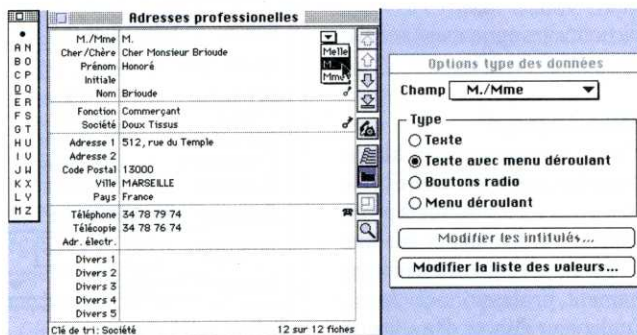 Adresses professionelles
A N
B O
C P
D Q
E R
F S
G T
H U
I V
J W
K X
L Y
M Z
M./Mme M.
Cher/Chère Cher Monsieur Brioude
Prénom Honoré
Initiale
Nom Brioude
Melle
M.
Mme
Fonction Commerçant
Société Doux Tissus
Adresse 1 512, rue du Temple
Adresse 2
Code Postal 13000
Ville MARSEILLE
Pays France
Téléphone 34 78 79 74
Télécopie 34 78 76 74
Adr. électr.
Divers 1
Divers 2
Divers 3
Divers 4
Divers 5
Clé de tri: Société 12 sur 12 fiches
Options type des données
Champ M./Mme
Type
Texte
Texte avec menu déroulant
Boutons radio
Menu déroulant
Modifier les intitulés...
Modifier la liste des valeurs...